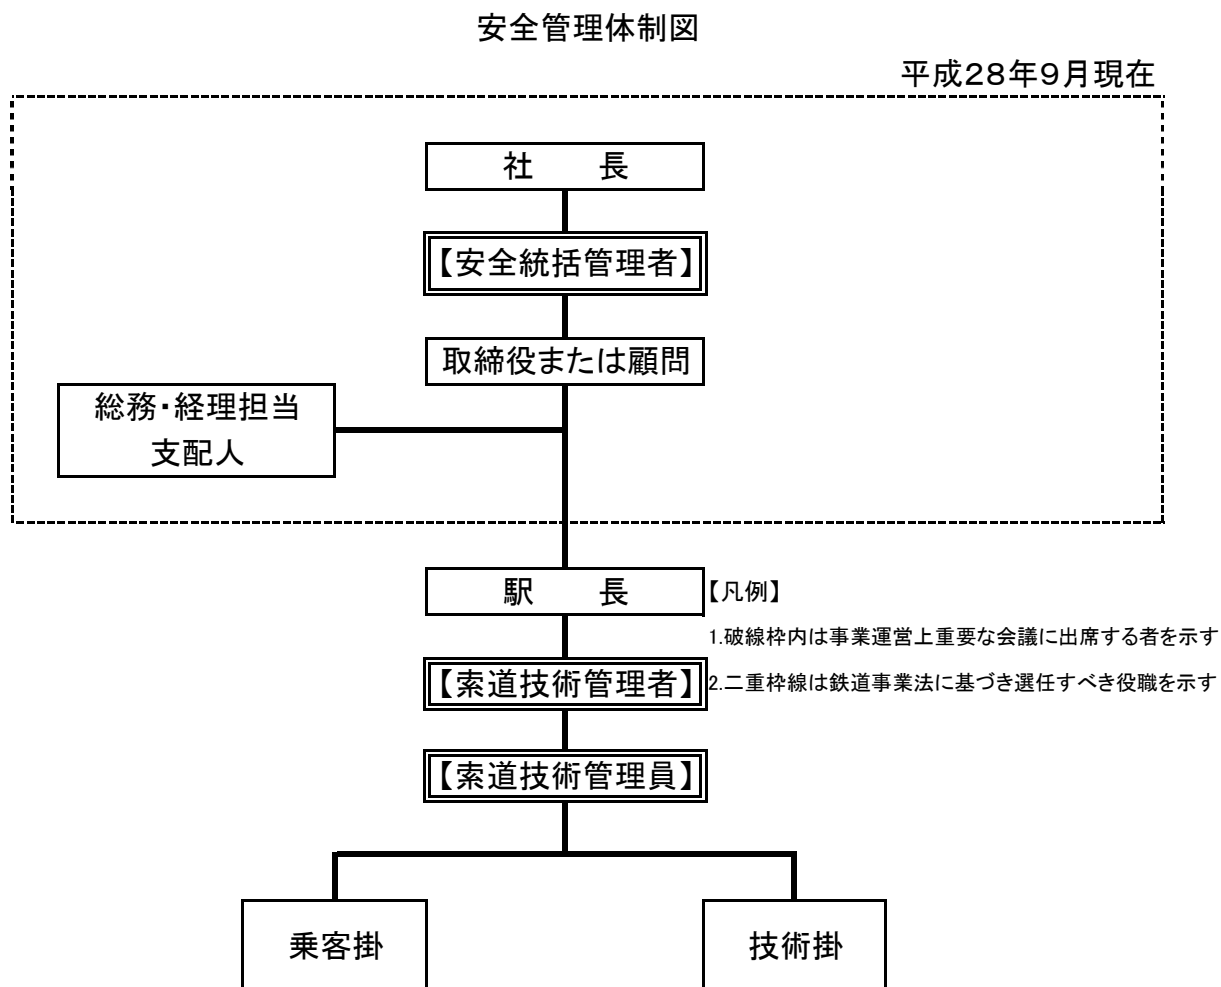 安全管理体制図
平成28年9月現在
社　　長
【安全統括管理者】
取締役または顧問
総務・経理担当
支配人
駅　　長
【凡例】
1.破線枠内は事業運営上重要な会議に出席する者を示す
【索道技術管理者】
2.二重枠線は鉄道事業法に基づき選任すべき役職を示す
【索道技術管理員】
乗客掛
技術掛